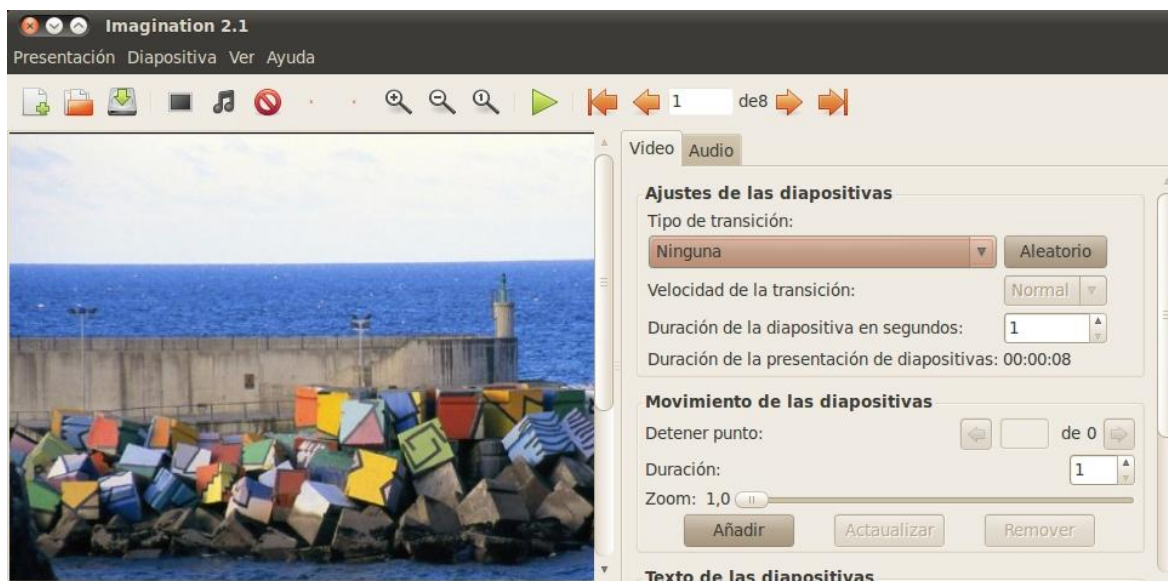 Imagination 2.1
Presentación Diapositiva Ver Ayuda
1 de8
Video Audio
Ajustes de las diapositivas
Tipo de transición:
Ninguna Aleatorio
Velocidad de la transición: Normal
Duración de la diapositiva en segundos: 1
Duración de la presentación de diapositivas: 00:00:08
Movimiento de las diapositivas
Detener punto: de 0
Duración: 1
Zoom: 1,0
Añadir Actaualizar Remover
Texto de las diapositivas